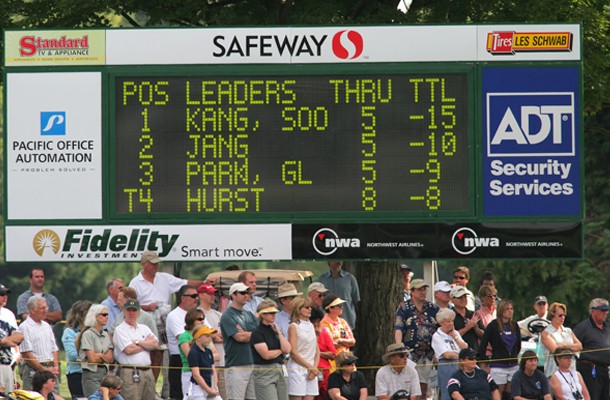 Standard
TV & APPLIANCE
SAFEWAY
Tires LES SCHWAB
PACIFIC OFFICE
AUTOMATION
PROBLEM SOLVED
POS LEADERS THRU TTL
1 KANG, SOO 5 -15
2 JANG 5 -10
3 PARK, GL 5 -9
T4 HURST 8 -8
ADT
Security
Services
Fidelity
INVESTMENTS
Smart move.
nwa
NORTHWEST AIRLINES
nwa
NORTHWEST AIRLINES